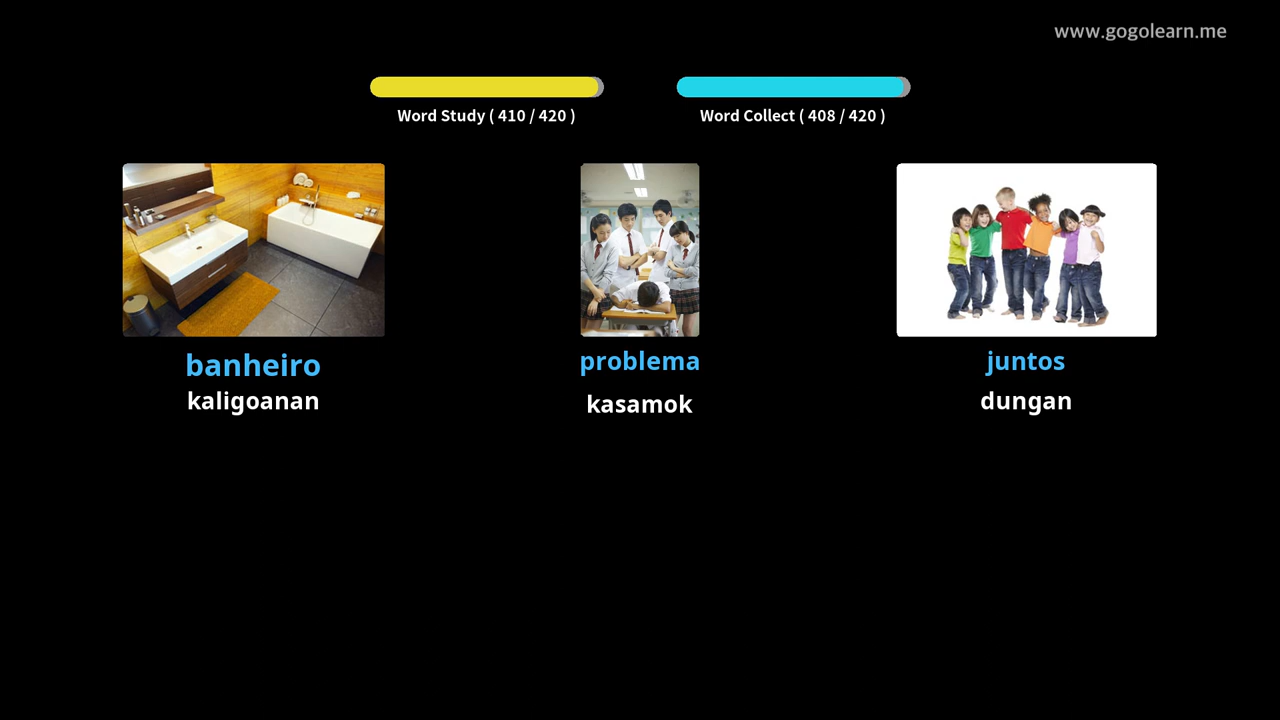 www.gogolearn.me
Word Study ( 410 / 420 )
Word Collect ( 408 / 420 )
banheiro
kaligoanan
problema
kasamok
juntos
dungan